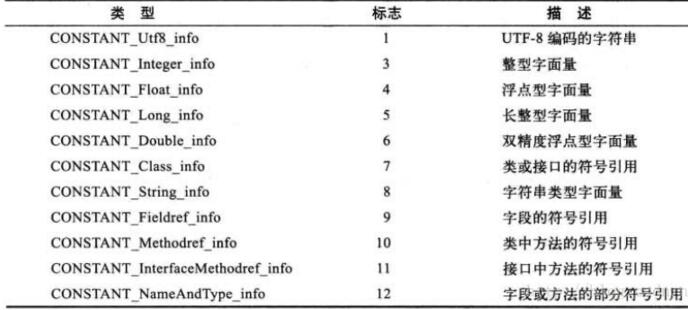 类 型 标志 描 述
CONSTANT_Utf8_info 1 UTF-8 编码的字符串
CONSTANT_Integer_info 3 整型字面量
CONSTANT_Float_info 4 浮点型字面量
CONSTANT_Long_info 5 长整型字面量
CONSTANT_Double_info 6 双精度浮点型字面量
CONSTANT_Class_info 7 类或接口的符号引用
CONSTANT_String_info 8 字符串类型字面量
CONSTANT_Fieldref_info 9 字段的符号引用
CONSTANT_Methodref_info 10 类中方法的符号引用
CONSTANT_InterfaceMethodref_info 11 接口中方法的符号引用
CONSTANT_NameAndType_info 12 字段或方法的部分符号引用